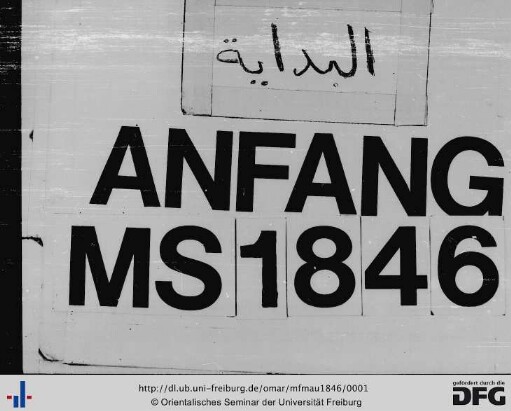 البداية
ANFANG
MS 1846
http://dl.ub.uni-freiburg.de/omar/mfmau1846/0001
© Orientalisches Seminar der Universität Freiburg
gefördert durch die
DFG